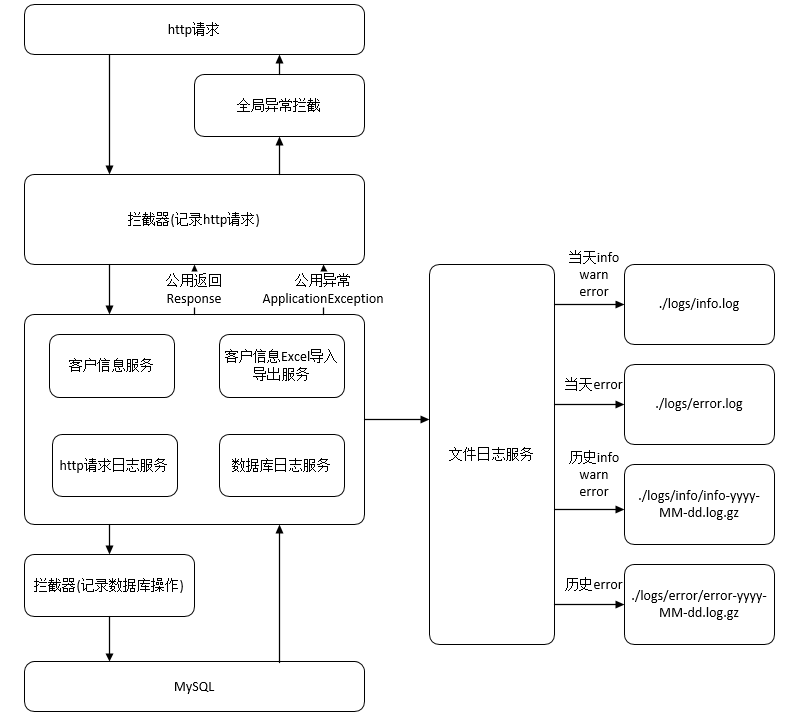 http请求
全局异常拦截
拦截器(记录http请求)
公用返回
Response
公用异常
ApplicationException
客户信息服务
客户信息Excel导入
导出服务
http请求日志服务
数据库日志服务
拦截器(记录数据库操作)
MySQL
文件日志服务
当天info
warn
error
./logs/info.log
当天error
./logs/error.log
历史info
warn
error
./logs/info/info-yyyy-
MM-dd.log.gz
历史error
./logs/error/error-yyyy-
MM-dd.log.gz